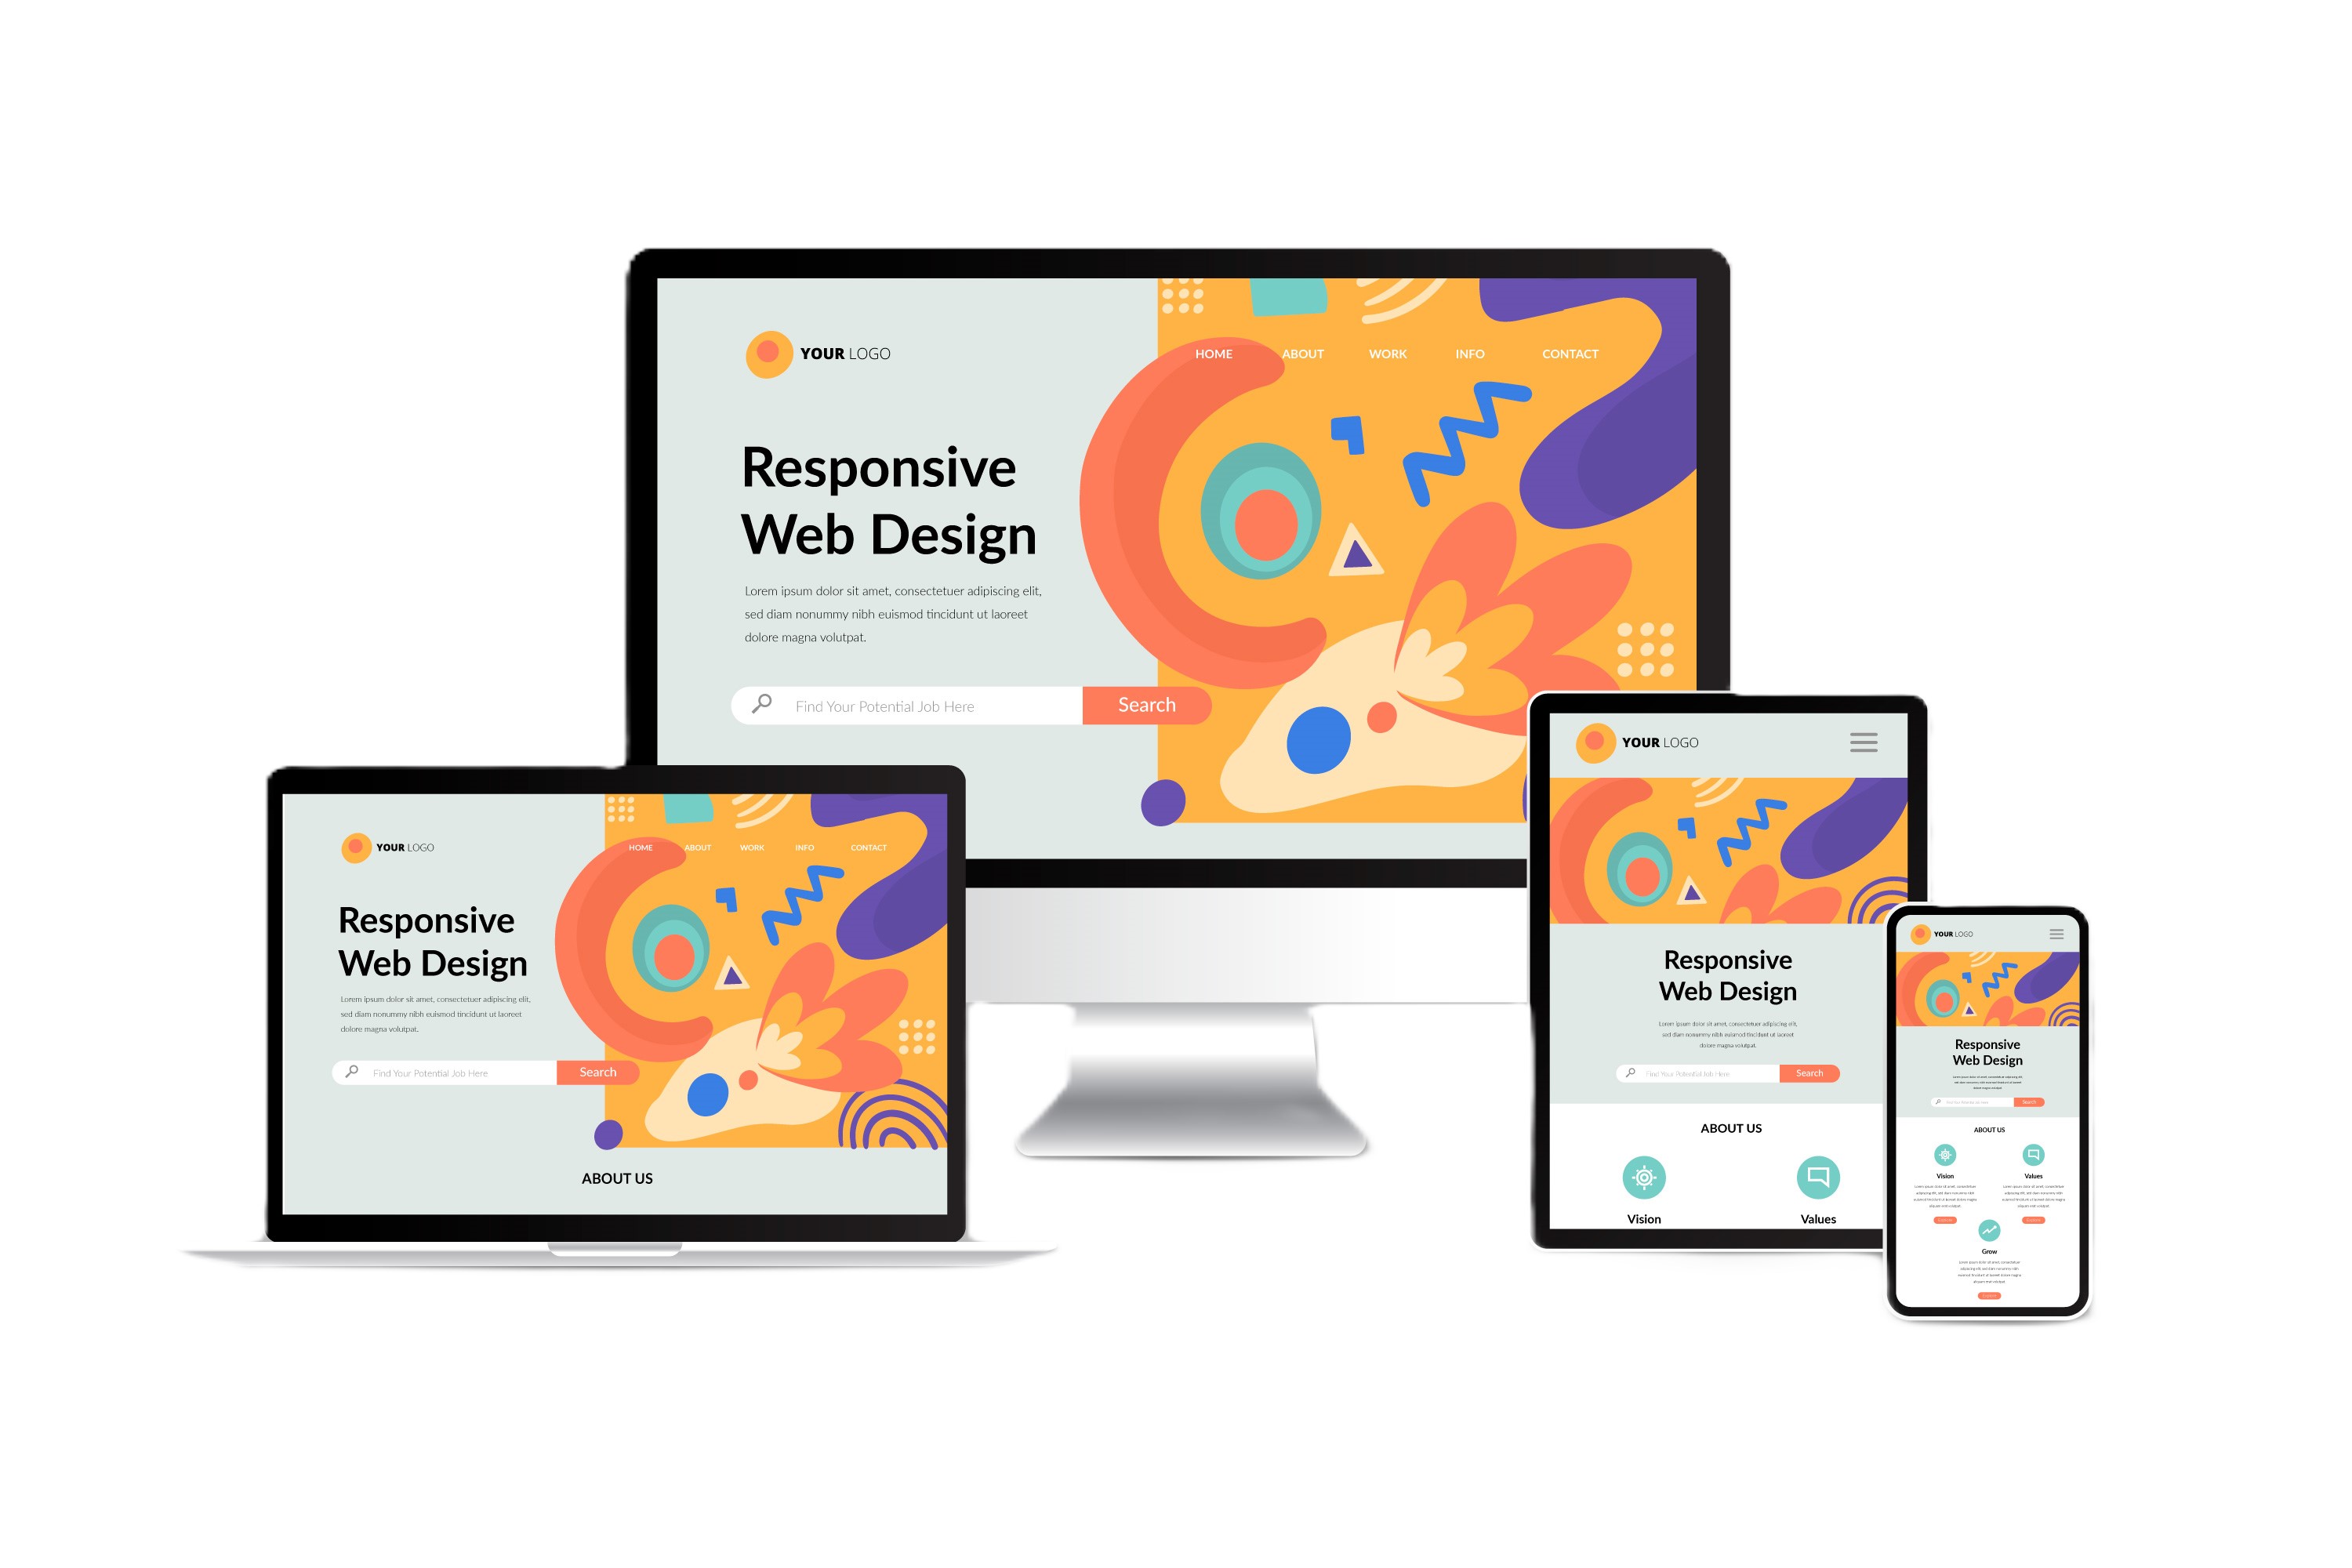 YOUR LOGO
HOME ABOUT WORK INFO CONTACT
Responsive
Web Design
Lorem ipsum dolor sit amet, consectetuer adipiscing elit,
sed diam nonummy nibh euismod tincidunt ut laoreet
dolore magna volutpat.
Find Your Potential Job Here Search
YOUR LOGO
HOME ABOUT WORK INFO CONTACT
Responsive
Web Design
Lorem ipsum dolor sit amet, consectetuer adipiscing elit,
sed diam nonummy nibh euismod tincidunt ut laoreet
dolore magna volutpat.
Find Your Potential Job Here Search
ABOUT US
YOUR LOGO
Responsive
Web Design
Lorem ipsum dolor sit amet, consectetuer adipiscing elit,
sed diam nonummy nibh euismod tincidunt ut laoreet
dolore magna volutpat.
Find Your Potential Job Here Search
ABOUT US
Vision Values
YOUR LOGO
Responsive
Web Design
Search
ABOUT US
Vision Values
Grow